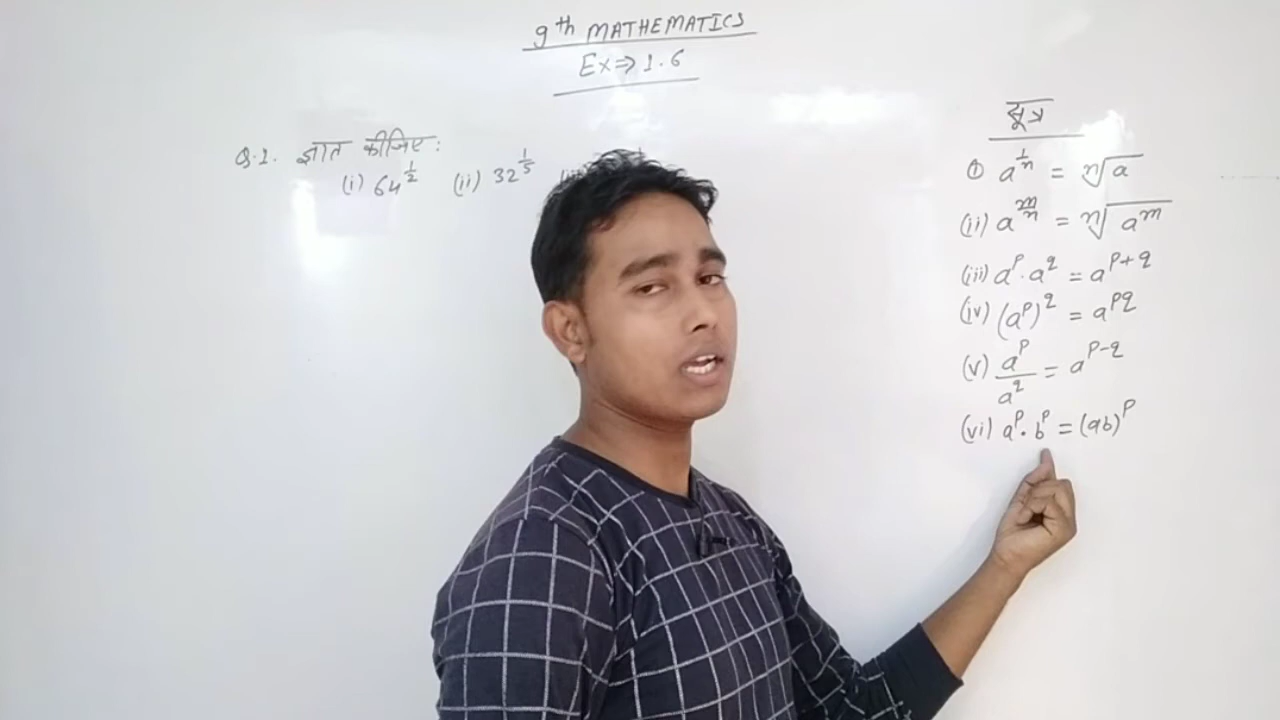 9th MATHEMATICS
Ex⇒ 1.6
Q.1. ज्ञात कीजिए:
(i) 64^{1/2} (ii) 32^{1/5}
सूत्र
(i) a^{1/n} = ⁿ√a
(ii) a^{m/n} = ⁿ√a^m
(iii) a^p · a^q = a^{p+q}
(iv) (a^p)^q = a^{pq}
(v) a^p/a^q = a^{p-q}
(vi) a^p · b^p = (ab)^p